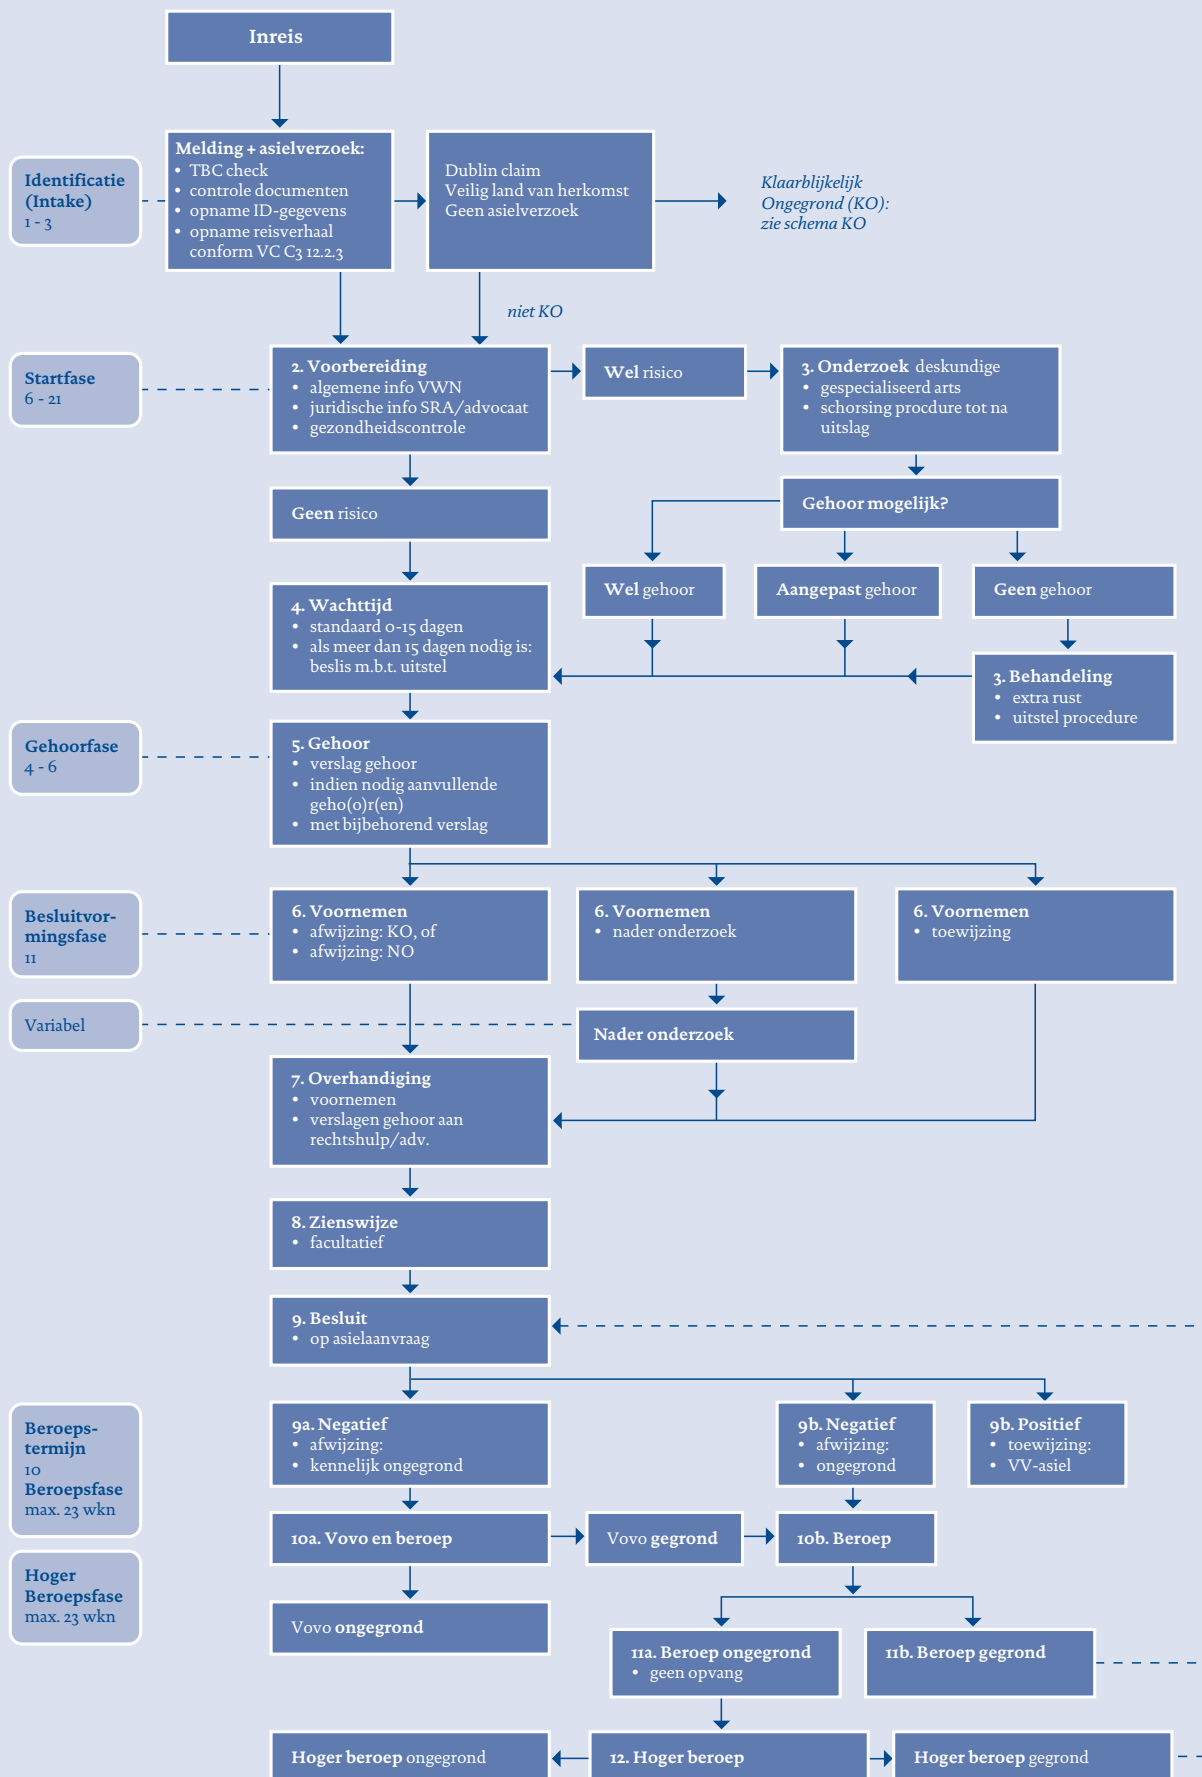 Inreis
Identificatie
(Intake)
1 - 3
Melding + asielverzoek:
• TBC check
• controle documenten
• opname ID-gegevens
• opname reisverhaal
conform VC C3 12.2.3
Dublin claim
Veilig land van herkomst
Geen asielverzoek
Klaarblijkelijk
Ongegrond (KO):
zie schema KO
niet KO
Startfase
6 - 21
2. Voorbereiding
• algemene info VWN
• juridische info SRA/advocaat
• gezondheidscontrole
Wel risico
3. Onderzoek deskundige
• gespecialiseerd arts
• schorsing procdure tot na
uitslag
Geen risico
Gehoor mogelijk?
Wel gehoor
Aangepast gehoor
Geen gehoor
4. Wachttijd
• standaard 0-15 dagen
• als meer dan 15 dagen nodig is:
beslis m.b.t. uitstel
3. Behandeling
• extra rust
• uitstel procedure
Gehoorfase
4 - 6
5. Gehoor
• verslag gehoor
• indien nodig aanvullende
geho(o)r(en)
• met bijbehorend verslag
Besluitvor-
mingsfase
11
6. Voornemen
• afwijzing: KO, of
• afwijzing: NO
6. Voornemen
• nader onderzoek
6. Voornemen
• toewijzing
Variabel
Nader onderzoek
7. Overhandiging
• voornemen
• verslagen gehoor aan
rechtshulp/adv.
8. Zienswijze
• facultatief
9. Besluit
• op asielaanvraag
Beroeps-
termijn
10
Beroepsfase
max. 23 wkn
9a. Negatief
• afwijzing:
• kennelijk ongegrond
9b. Negatief
• afwijzing:
• ongegrond
9b. Positief
• toewijzing:
• VV-asiel
10a. Vovo en beroep
Vovo gegrond
10b. Beroep
Hoger
Beroepsfase
max. 23 wkn
Vovo ongegrond
11a. Beroep ongegrond
• geen opvang
11b. Beroep gegrond
Hoger beroep ongegrond
12. Hoger beroep
Hoger beroep gegrond